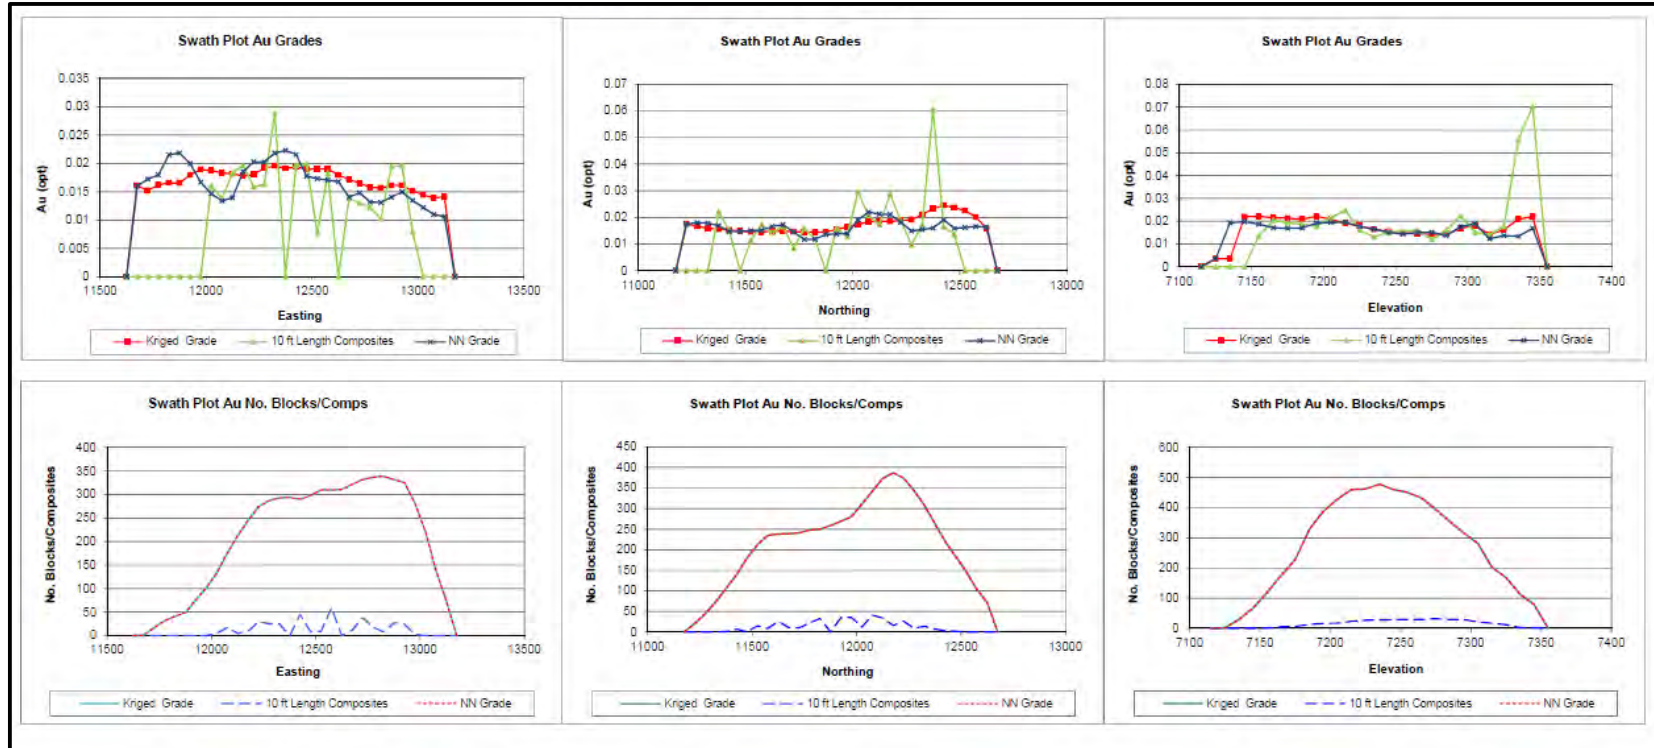 Swath Plot Au Grades
Au (opt)
0.035
0.03
0.025
0.02
0.015
0.01
0.005
0
11500 12000 12500 13000 13500
Easting
Kriged Grade 10 ft Length Composites NN Grade
Swath Plot Au Grades
Au (opt)
0.07
0.06
0.05
0.04
0.03
0.02
0.01
0
11000 11500 12000 12500 13000
Northing
Kriged Grade 10 ft Length Composites NN Grade
Swath Plot Au Grades
Au (opt)
0.08
0.07
0.06
0.05
0.04
0.03
0.02
0.01
0
7100 7150 7200 7250 7300 7350 7400
Elevation
Kriged Grade 10 ft Length Composites NN Grade
Swath Plot Au No. Blocks/Comps
No. Blocks/Composites
400
350
300
250
200
150
100
50
0
11500 12000 12500 13000 13500
Easting
Kriged Grade 10 ft Length Composites NN Grade
Swath Plot Au No. Blocks/Comps
No. Blocks/Composites
450
400
350
300
250
200
150
100
50
0
11000 11500 12000 12500 13000
Northing
Kriged Grade 10 ft Length Composites NN Grade
Swath Plot Au No. Blocks/Comps
No. Blocks/Composites
600
500
400
300
200
100
0
7100 7150 7200 7250 7300 7350 7400
Elevation
Kriged Grade 10 ft Length Composites NN Grade